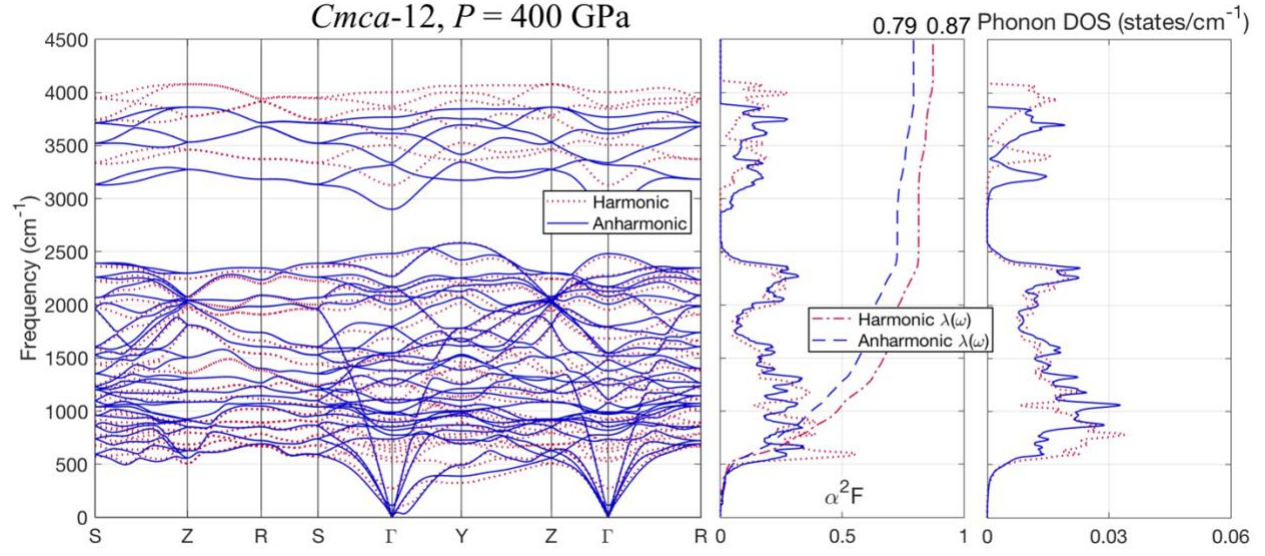 Cmca-12, P = 400 GPa
0.79 0.87 Phonon DOS (states/cm⁻¹)
4500
4000
3500
3000
2500
2000
1500
1000
500
0
Frequency (cm⁻¹)
Harmonic
Anharmonic
Harmonic λ(ω)
Anharmonic λ(ω)
α²F
S Z R S Γ Y Z Γ R
0 0.5 1
0 0.03 0.06